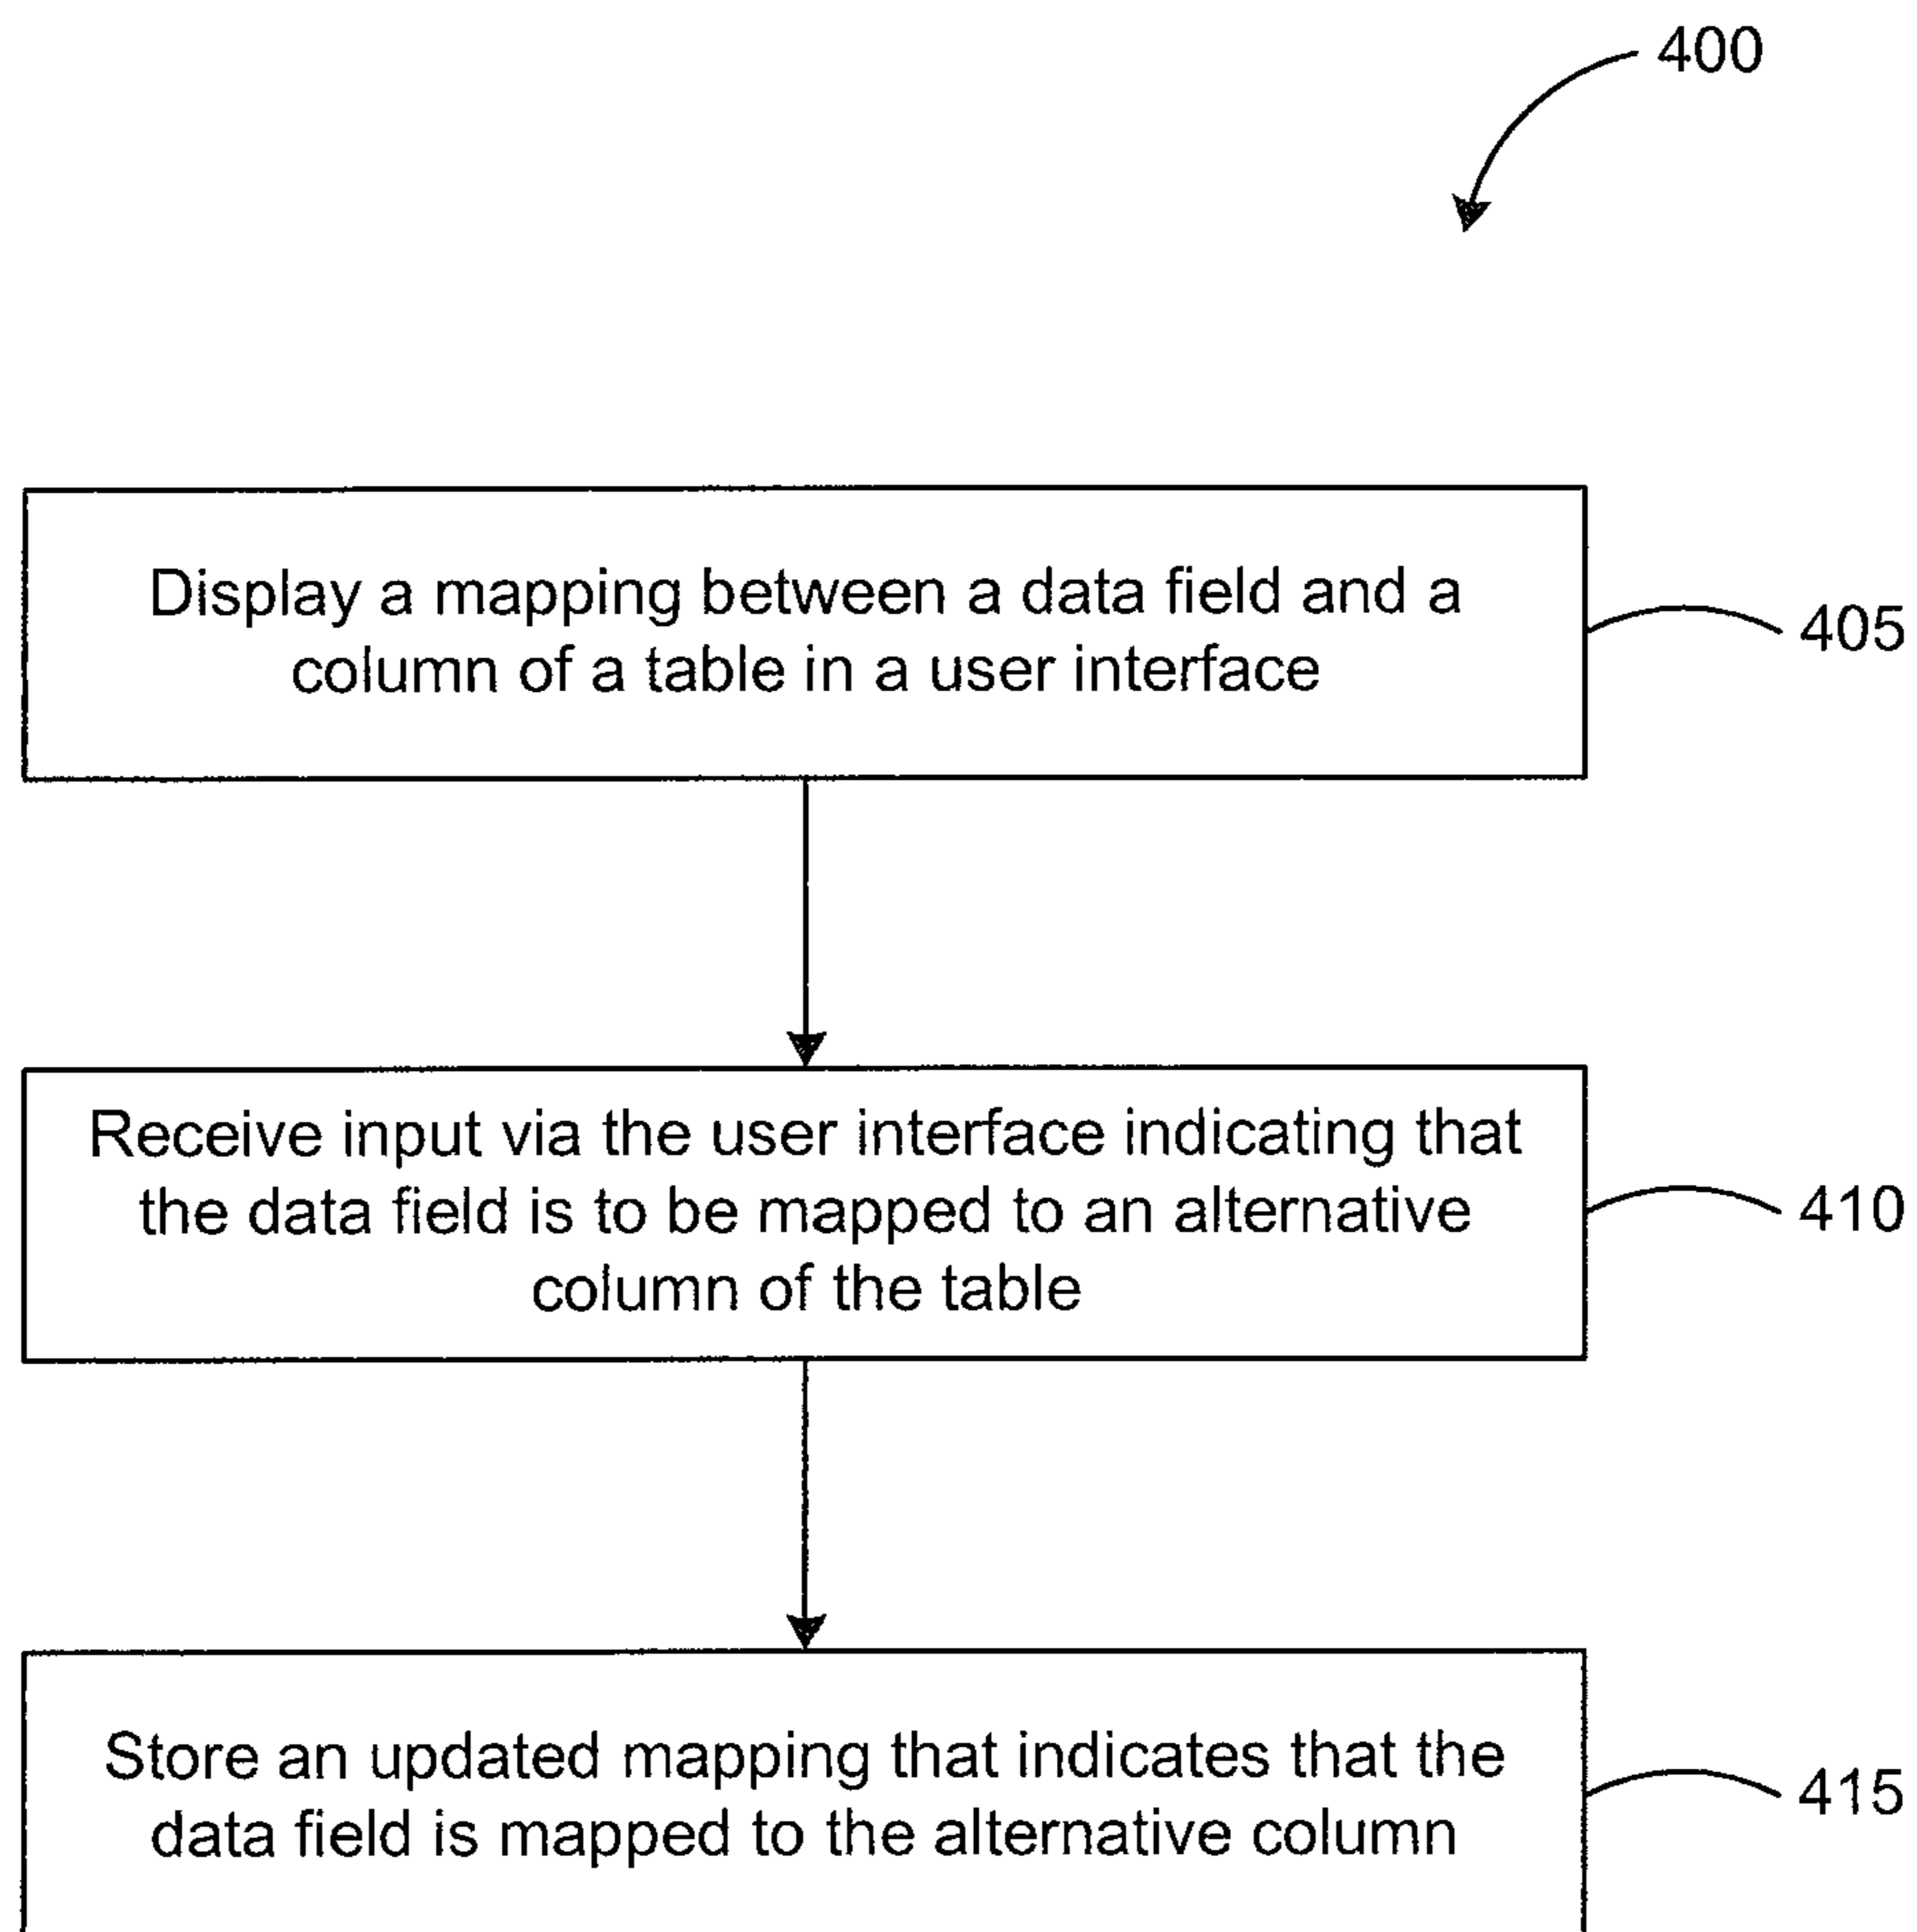 400
Display a mapping between a data field and a
column of a table in a user interface
405
Receive input via the user interface indicating that
the data field is to be mapped to an alternative
column of the table
410
Store an updated mapping that indicates that the
data field is mapped to the alternative column
415